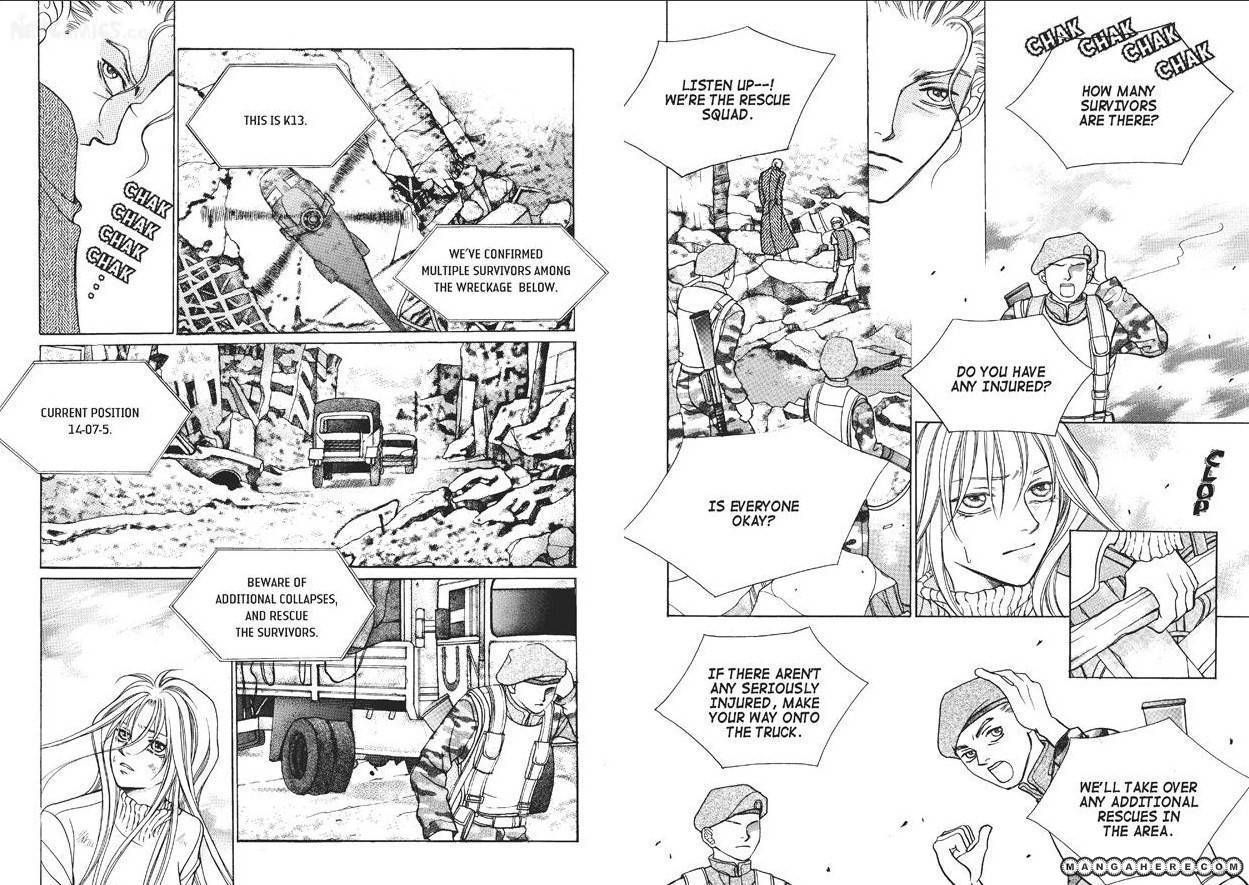 CHAK
CHAK
CHAK
CHAK
...
THIS IS K13.
WE'VE CONFIRMED
MULTIPLE SURVIVORS AMONG
THE WRECKAGE BELOW.
CURRENT POSITION
14-07-5.
BEWARE OF
ADDITIONAL COLLAPSES,
AND RESCUE
THE SURVIVORS.
UN
LISTEN UP--!
WE'RE THE RESCUE
SQUAD.
CHAK
CHAK
CHAK
CHAK
HOW MANY
SURVIVORS
ARE THERE?
DO YOU HAVE
ANY INJURED?
IS EVERYONE
OKAY?
CLOP
IF THERE AREN'T
ANY SERIOUSLY
INJURED, MAKE
YOUR WAY ONTO
THE TRUCK.
WE'LL TAKE OVER
ANY ADDITIONAL
RESCUES IN
THE AREA.
MANGAHERE.COM